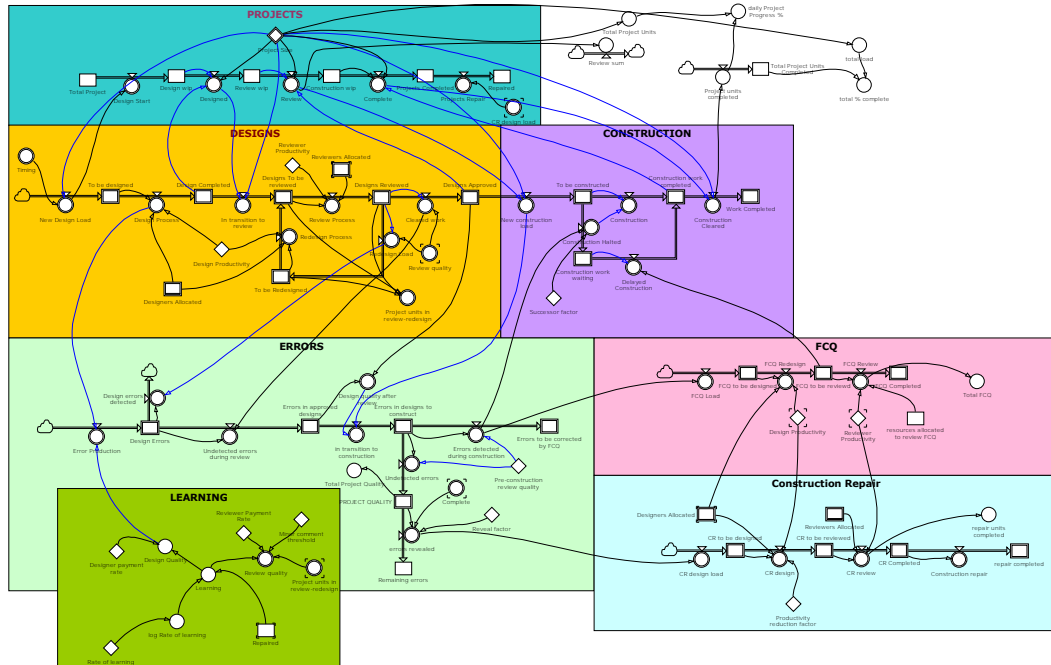 PROJECTS
Project Size
Total Project
Design Start
Design wip
Designed
Review wip
Review
Construction wip
Complete
Projects Completed
Projects Repair
Repaired
CR design load
Total Project Units
Review sum
daily Project
Progress %
Project units
completed
Total Project Units
Completed
total load
total % complete
DESIGNS
Timing
New Design Load
To be designed
Design Process
Design Completed
In transition to
review
Reviewer
Productivity
Reviewers Allocated
Designs To be
reviewed
Review Process
Designs Reviewed
Cleared work
Designs Approved
Redesign Process
Redesign Load
Review quality
Design Productivity
Designers Allocated
To be Redesigned
Project units in
review-redesign
CONSTRUCTION
New construction
load
To be constructed
Construction
Construction work
completed
Construction
Cleared
Work Completed
Construction Halted
Construction work
waiting
Delayed
Construction
Successor factor
ERRORS
Design errors
detected
Error Production
Design Errors
Undetected errors
during review
Design quality after
review
Errors in approved
designs
In transition to
construction
Errors in designs to
construct
Errors detected
during construction
Errors to be corrected
by FCQ
Undetected errors
Pre-construction
review quality
Total Project Quality
PROJECT QUALITY
Complete
Reveal factor
errors revealed
Remaining errors
FCQ
FCQ Load
FCQ to be designed
FCQ Redesign
FCQ to be reviewed
FCQ Review
FCQ Completed
Total FCQ
Design Productivity
Reviewer
Productivity
resources allocated
to review FCQ
Construction Repair
Designers Allocated
Reviewers Allocated
CR design load
CR to be designed
CR design
CR to be reviewed
CR review
CR Completed
Construction repair
repair units
completed
repair completed
Productivity
reduction factor
LEARNING
Reviewer Payment
Rate
Minor comment
threshold
Designer payment
rate
Design Quality
Review quality
Project units in
review-redesign
Learning
log Rate of learning
Repaired
Rate of learning